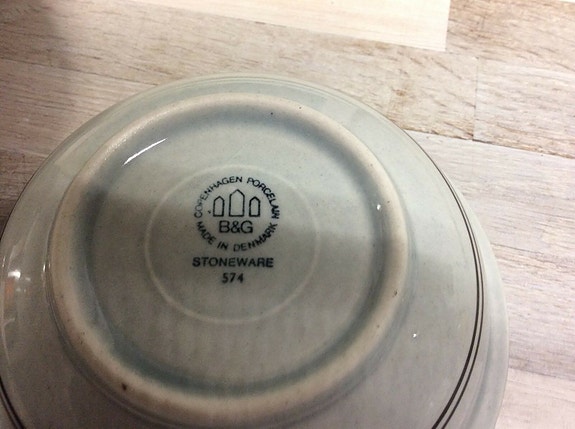 COPENHAGEN PORCELAIN
B&G
MADE IN DENMARK
STONEWARE
574